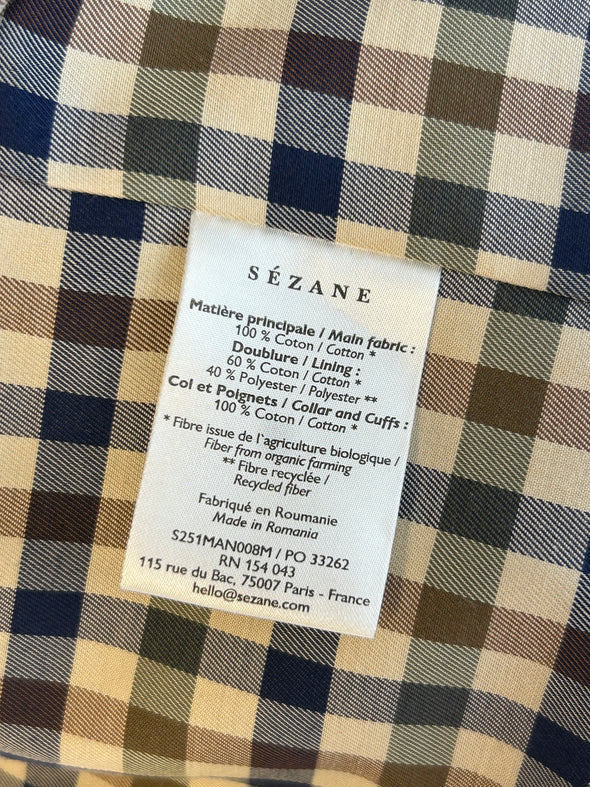 SÉZANE
Matière principale / Main fabric :
100 % Coton / Cotton *
Doublure / Lining :
60 % Coton / Cotton *
40 % Polyester / Polyester **
Col et Poignets / Collar and Cuffs :
100 % Coton / Cotton *
* Fibre issue de l`agriculture biologique /
Fiber from organic farming
** Fibre recyclée /
Recycled fiber
Fabriqué en Roumanie
Made in Romania
S251MAN008M / PO 33262
RN 154 043
115 rue du Bac, 75007 Paris - France
hello@sezane.com